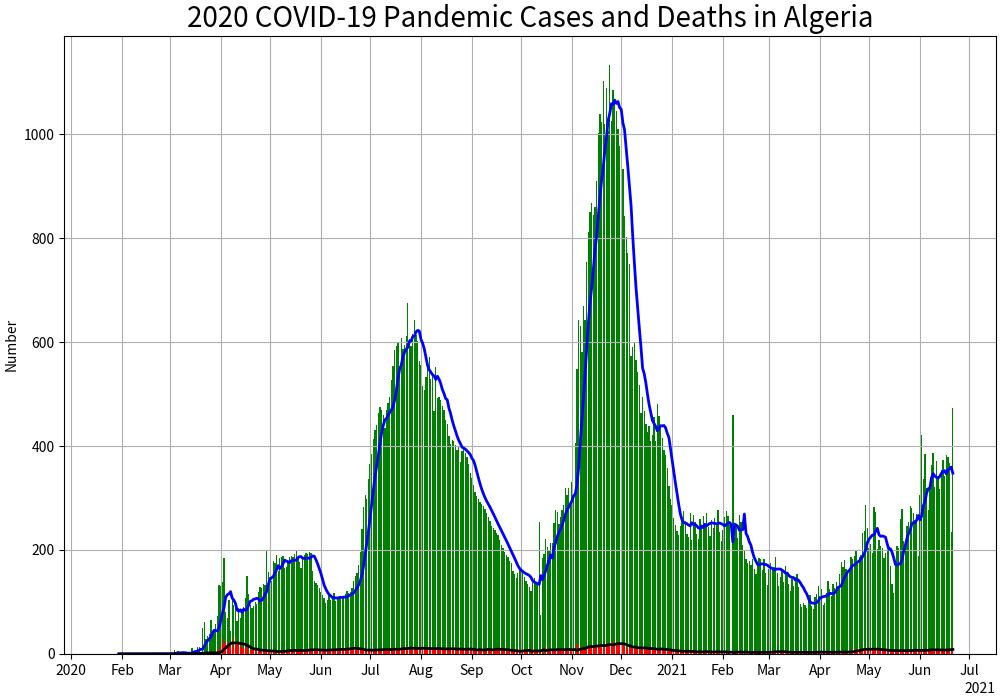 2020 COVID-19 Pandemic Cases and Deaths in Algeria
1000
800
600
400
200
0
Number
2020 Feb Mar Apr May Jun Jul Aug Sep Oct Nov Dec 2021 Feb Mar Apr May Jun Jul
2021